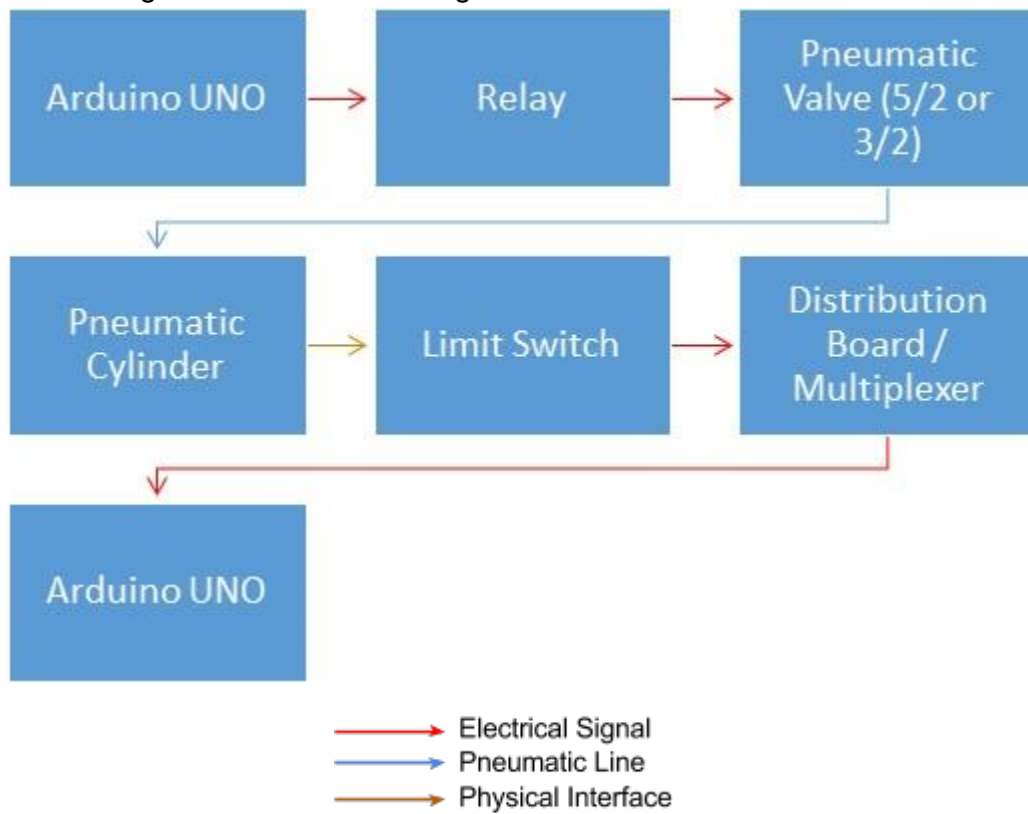 Arduino UNO
Relay
Pneumatic
Valve (5/2 or
3/2)
Pneumatic
Cylinder
Limit Switch
Distribution
Board /
Multiplexer
Arduino UNO
Electrical Signal
Pneumatic Line
Physical Interface